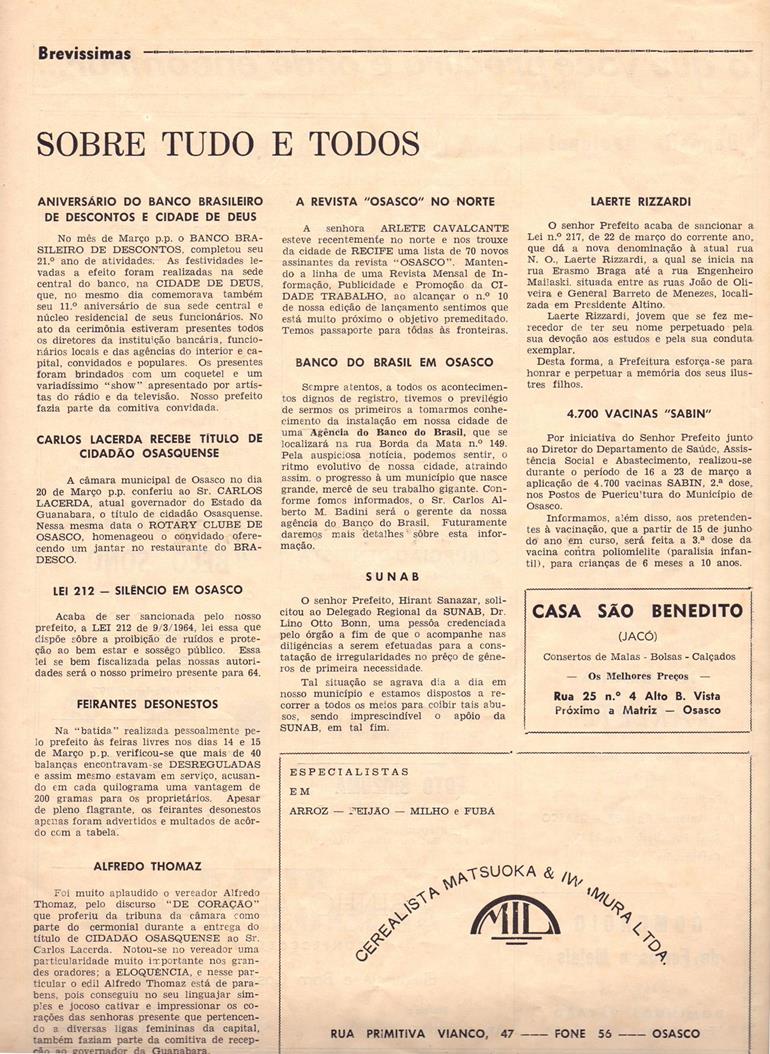 Brevissimas
SOBRE TUDO E TODOS
ANIVERSÁRIO DO BANCO BRASILEIRO
DE DESCONTOS E CIDADE DE DEUS
No mês de Março p.p. o BANCO BRA-
SILEIRO DE DESCONTOS, completou seu
21.º ano de atividades. As festividades le-
vadas a efeito foram realizadas na sede
central do banco, na CIDADE DE DEUS,
que, no mesmo dia comemorava também
seu 11.º aniversário de sua sede central e
núcleo residencial de seus funcionários. No
ato da cerimônia estiveram presentes todos
os diretores da instituição bancária, funcio-
nários locais e das agências do interior e ca-
pital, convidados e populares. Os presentes
foram brindados com um coquetel e um
variadíssimo "show" apresentado por artis-
tas do rádio e da televisão. Nosso prefeito
fazia parte da comitiva convidada.
CARLOS LACERDA RECEBE TÍTULO DE
CIDADÃO OSASQUENSE
A câmara municipal de Osasco no dia
20 de Março p.p. conferiu ao Sr. CARLOS
LACERDA, atual governador do Estado da
Guanabara, o título de cidadão Osasquense.
Nessa mesma data o ROTARY CLUBE DE
OSASCO, homenageou o convidado ofere-
cendo um jantar no restaurante do BRA-
DESCO.
LEI 212 — SILÊNCIO EM OSASCO
Acaba de ser sancionada pelo nosso
prefeito, a LEI 212 de 9/3/1964, lei essa que
dispõe sôbre a proibição de ruídos e prote-
ção ao bem estar e sossêgo público. Essa
lei se bem fiscalizada pelas nossas autori-
dades será o nosso primeiro presente para 64.
FEIRANTES DESONESTOS
Na "batida" realizada pessoalmente pe-
lo prefeito às feiras livres nos dias 14 e 15
de Março p.p. verificou-se que mais de 40
balanças encontravam-se DESREGULADAS
e assim mesmo estavam em serviço, acusan-
do em cada quilograma uma vantagem de
200 gramas para os proprietários. Apesar
de pleno flagrante, os feirantes desonestos
apenas foram advertidos e multados de acôr-
do com a tabela.
ALFREDO THOMAZ
Foi muito aplaudido o vereador Alfredo
Thomaz, pelo discurso "DE CORAÇÃO"
que proferiu da tribuna da câmara como
parte do cermonial durante a entrega do
título de CIDADÃO OSASQUENSE ao Sr.
Carlos Lacerda. Notou-se no vereador uma
particularidade muito importante nos gran-
des oradores; a ELOQUÊNCIA, e nesse par-
ticular o edil Alfredo Thomaz está de para-
bens, pois conseguiu no seu linguajar sim-
ples e jocoso cativar e impressionar os co-
rações das senhoras presente que pertencen-
do a diversas ligas femininas da capital,
também faziam parte da comitiva de recep-
ção ao governador da Guanabara.
A REVISTA "OSASCO" NO NORTE
A senhora ARLETE CAVALCANTE
esteve recentemente no norte e nos trouxe
da cidade de RECIFE uma lista de 70 novos
assinantes da revista "OSASCO". Manten-
do a linha de uma Revista Mensal de In-
formação, Publicidade e Promoção da CI-
DADE TRABALHO, ao alcançar o n.º 10
de nossa edição de lançamento sentimos que
está muito próximo o objetivo premeditado.
Temos passaporte para tôdas às fronteiras.
BANCO DO BRASIL EM OSASCO
Sempre atentos, a todos os acontecimen-
tos dignos de registro, tivemos o previlégio
de sermos os primeiros a tomarmos conhe-
cimento da instalação em nossa cidade de
uma Agência do Banco do Brasil, que se
localizará na rua Borda da Mata n.º 149.
Pela auspiciosa notícia, podemos sentir, o
ritmo evolutivo de nossa cidade, atraindo
assim. o progresso à um município que nasce
grande, mercê de seu trabalho gigante. Con-
forme fomos informados, o Sr. Carlos Al-
berto M. Badini será o gerente da nossa
agência do Banço do Brasil. Futuramente
daremos mais detalhes sôbre esta infor-
mação.
SUNAB
O senhor Prefeito, Hirant Sanazar, soli-
citou ao Delegado Regional da SUNAB, Dr.
Lino Otto Bonn, uma pessôa credenciada
pelo órgão a fim de que o acompanhe nas
diligências a serem efetuadas para a cons-
tatação de irregularidades no prêço de gêne-
ros de primeira necessidade.
Tal situação se agrava dia a dia em
nosso município e estamos dispostos a re-
correr a todos os meios para coibir tais abu-
sos, sendo imprescindível o apôio da
SUNAB, em tal fim.
LAERTE RIZZARDI
O senhor Prefeito acaba de sancionar a
Lei n.º 217, de 22 de março do corrente ano,
que dá a nova denominação à atual rua
N. O., Laerte Rizzardi, a qual se inicia na
rua Erasmo Braga até a rua Engenheiro
Mailaski. situada entre as ruas João de Oli-
veira e General Barreto de Menezes, locali-
zada em Presidente Altino.
Laerte Rizzardi, jovem que se fez me-
recedor de ter seu nome perpetuado pela
sua devoção aos estudos e pela sua conduta
exemplar.
Desta forma, a Prefeitura esforça-se para
honrar e perpetuar a memória dos seus ilus-
tres filhos.
4.700 VACINAS "SABIN"
Por iniciativa do Senhor Prefeito junto
ao Diretor do Departamento de Saúde, Assis-
tência Social e Abastecimento, realizou-se
durante o período de 16 a 23 de março a
aplicação de 4.700 vacinas SABIN, 2.ª dose,
nos Postos de Puericu'tura do Município de
Osasco.
Informamos, além disso, aos pretenden-
tes à vacinação, que a partir de 15 de junho
do ano em curso, será feita a 3.ª dose da
vacina contra poliomielite (paralisia infan-
til), para crianças de 6 meses a 10 anos.
CASA SÃO BENEDITO
(JACÓ)
Consertos de Malas - Bolsas - Calçados
— Os Melhores Preços —
Rua 25 n.º 4 Alto B. Vista
Próximo a Matriz — Osasco
ESPECIALISTAS
EM
ARROZ — FEIJÃO — MILHO e FUBÁ
CEREALISTA MATSUOKA & IWAMURA LTDA.
MIL
RUA PRIMITIVA VIANCO, 47 —— FONE 56 —— OSASCO